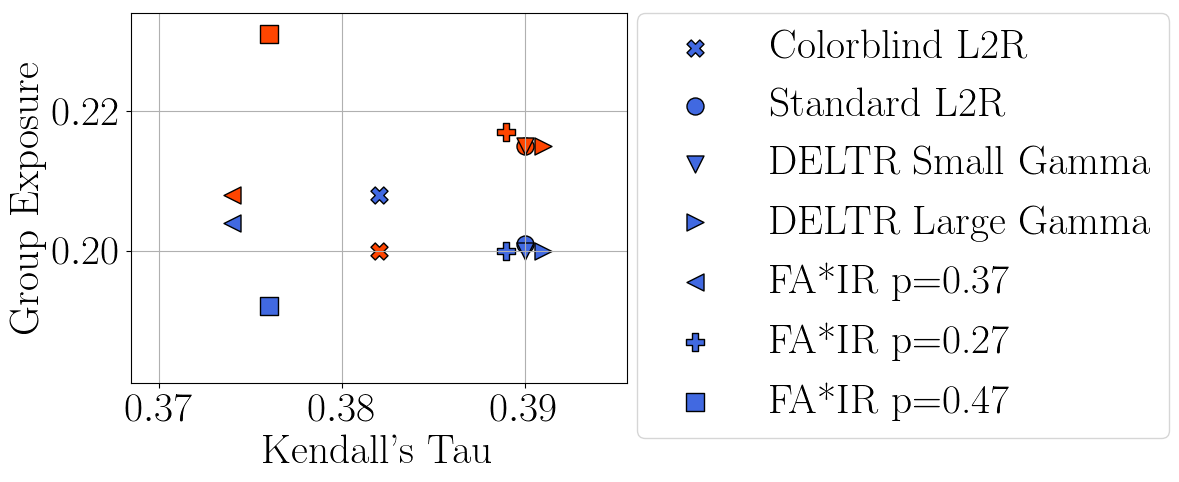 Group Exposure
0.22
0.20
0.37
0.38
0.39
Kendall's Tau
Colorblind L2R
Standard L2R
DELTR Small Gamma
DELTR Large Gamma
FA*IR p=0.37
FA*IR p=0.27
FA*IR p=0.47